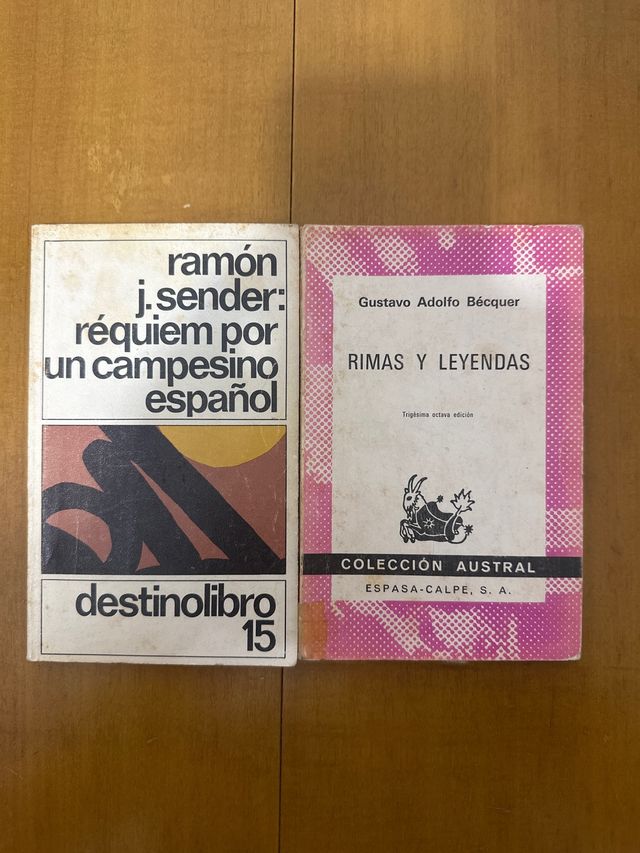 ramón
j. sender:
réquiem por
un campesino
español
destinolibro
15
Gustavo Adolfo Bécquer
RIMAS Y LEYENDAS
Trigésima octava edición
COLECCIÓN AUSTRAL
ESPASA-CALPE, S. A.